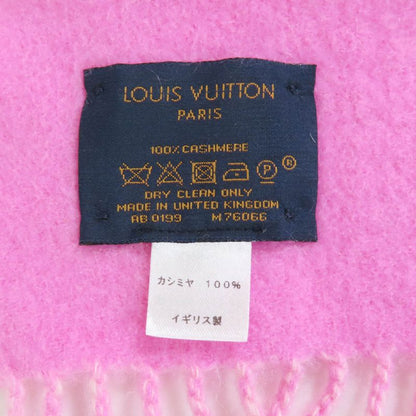 LOUIS VUITTON
PARIS
100% CASHMERE
P ®
DRY CLEAN ONLY
MADE IN UNITED KINGDOM
AB 0199 M76066
カシミヤ 100%
イギリス製